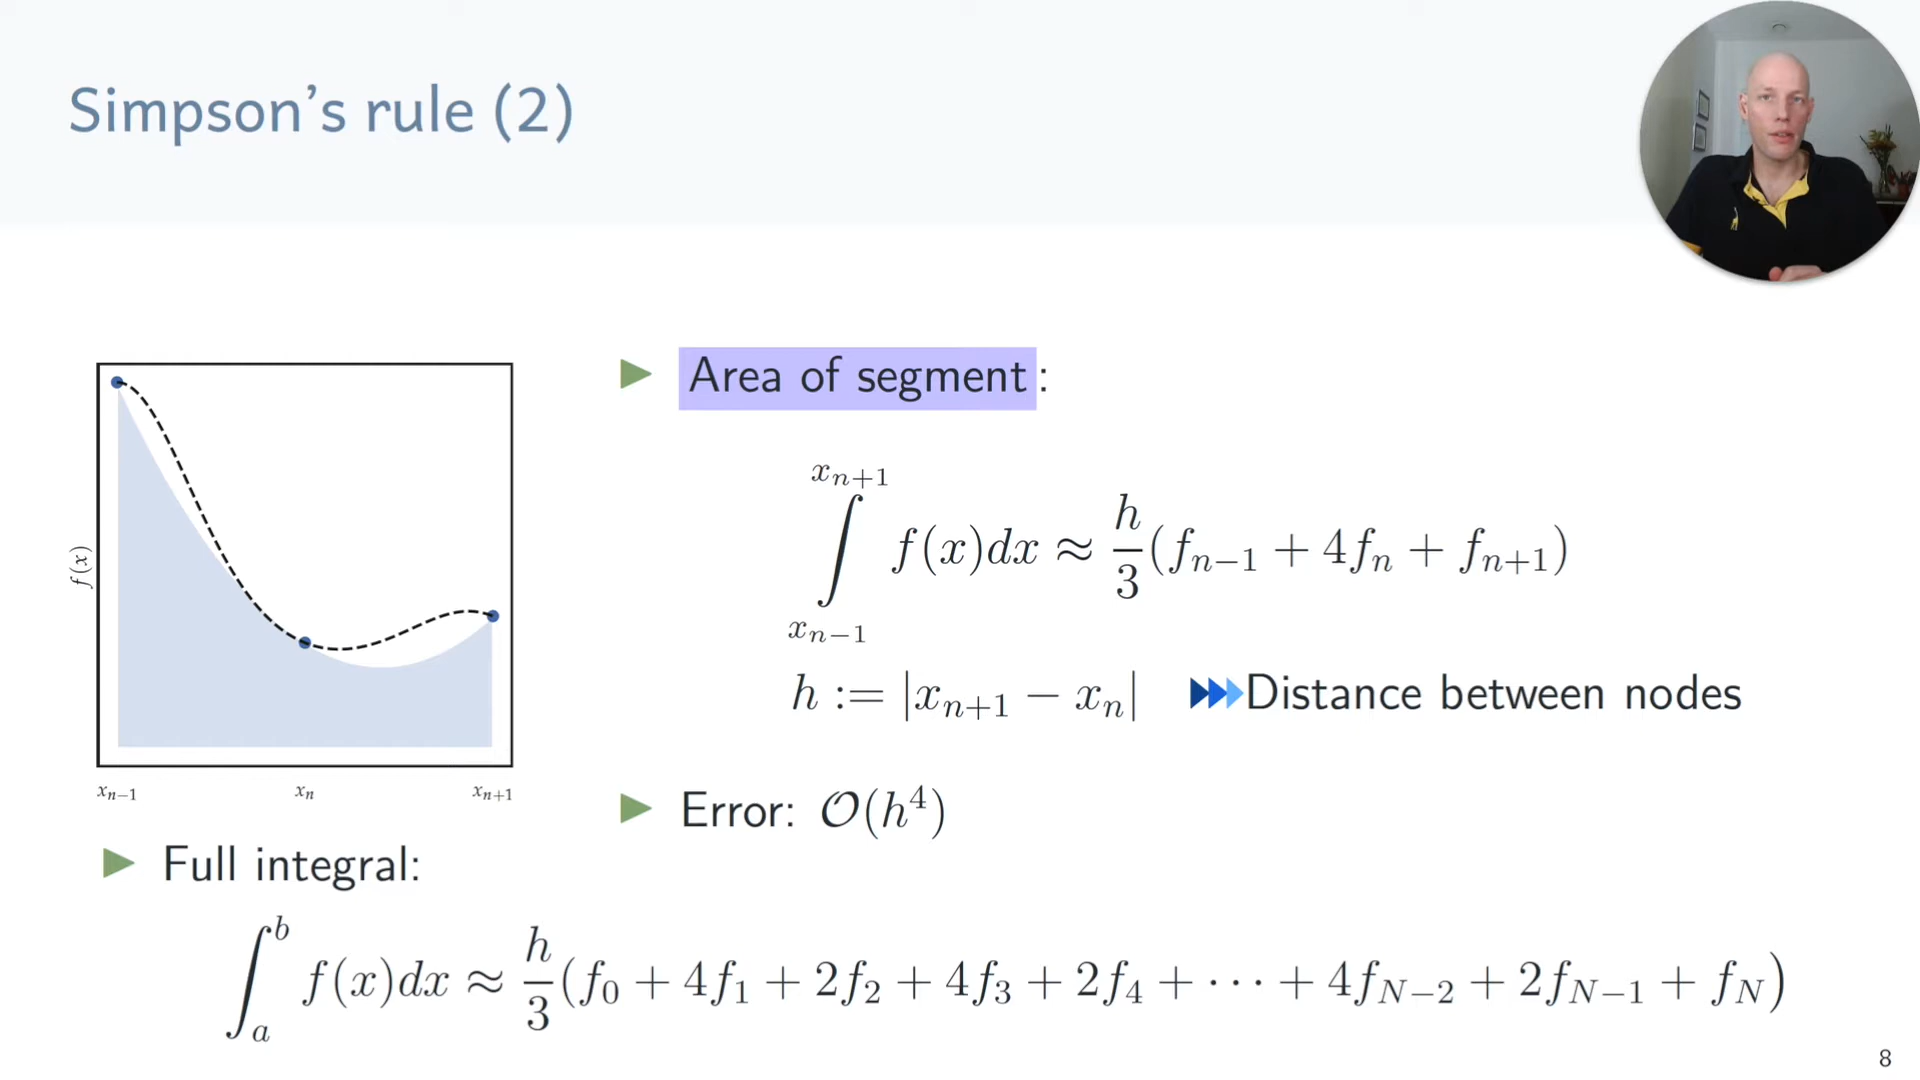 Simpson's rule (2)
f(x)
x_{n−1} x_n x_{n+1}
▶ Area of segment:
∫_{x_{n−1}}^{x_{n+1}} f(x)dx ≈ h/3 (f_{n−1} + 4f_n + f_{n+1})
h := |x_{n+1} − x_n| Distance between nodes
▶ Error: 𝒪(h⁴)
▶ Full integral:
∫_a^b f(x)dx ≈ h/3 (f_0 + 4f_1 + 2f_2 + 4f_3 + 2f_4 + ⋯ + 4f_{N−2} + 2f_{N−1} + f_N)
8